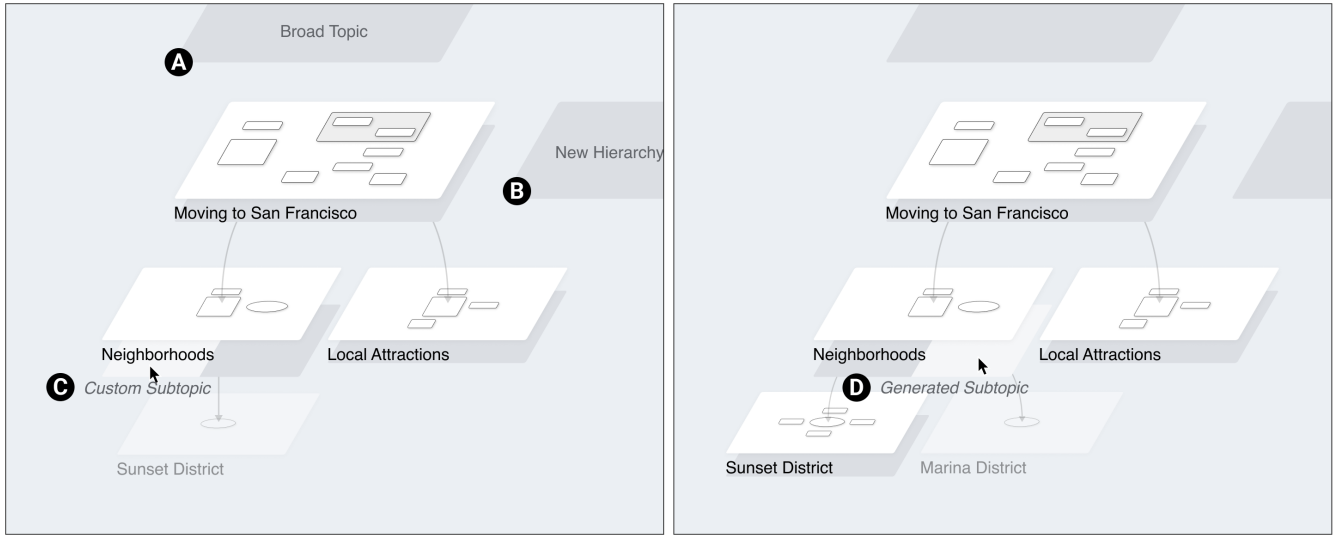 Broad Topic
A
New Hierarchy
B
Moving to San Francisco
Neighborhoods
Local Attractions
C
Custom Subtopic
Sunset District
Moving to San Francisco
Neighborhoods
Local Attractions
D
Generated Subtopic
Sunset District
Marina District